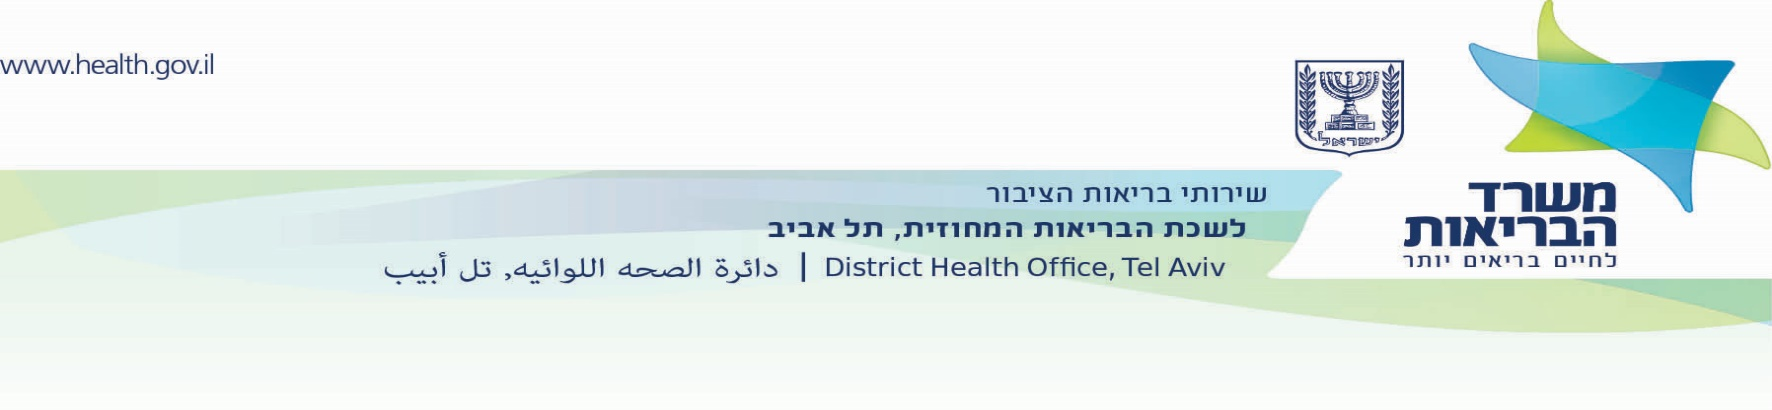 www.health.gov.il
ישראל
משרד
הבריאות
לחיים בריאים יותר
שירותי בריאות הציבור
לשכת הבריאות המחוזית, תל אביב
District Health Office, Tel Aviv | دائرة الصحه اللوائيه, تل أبيب